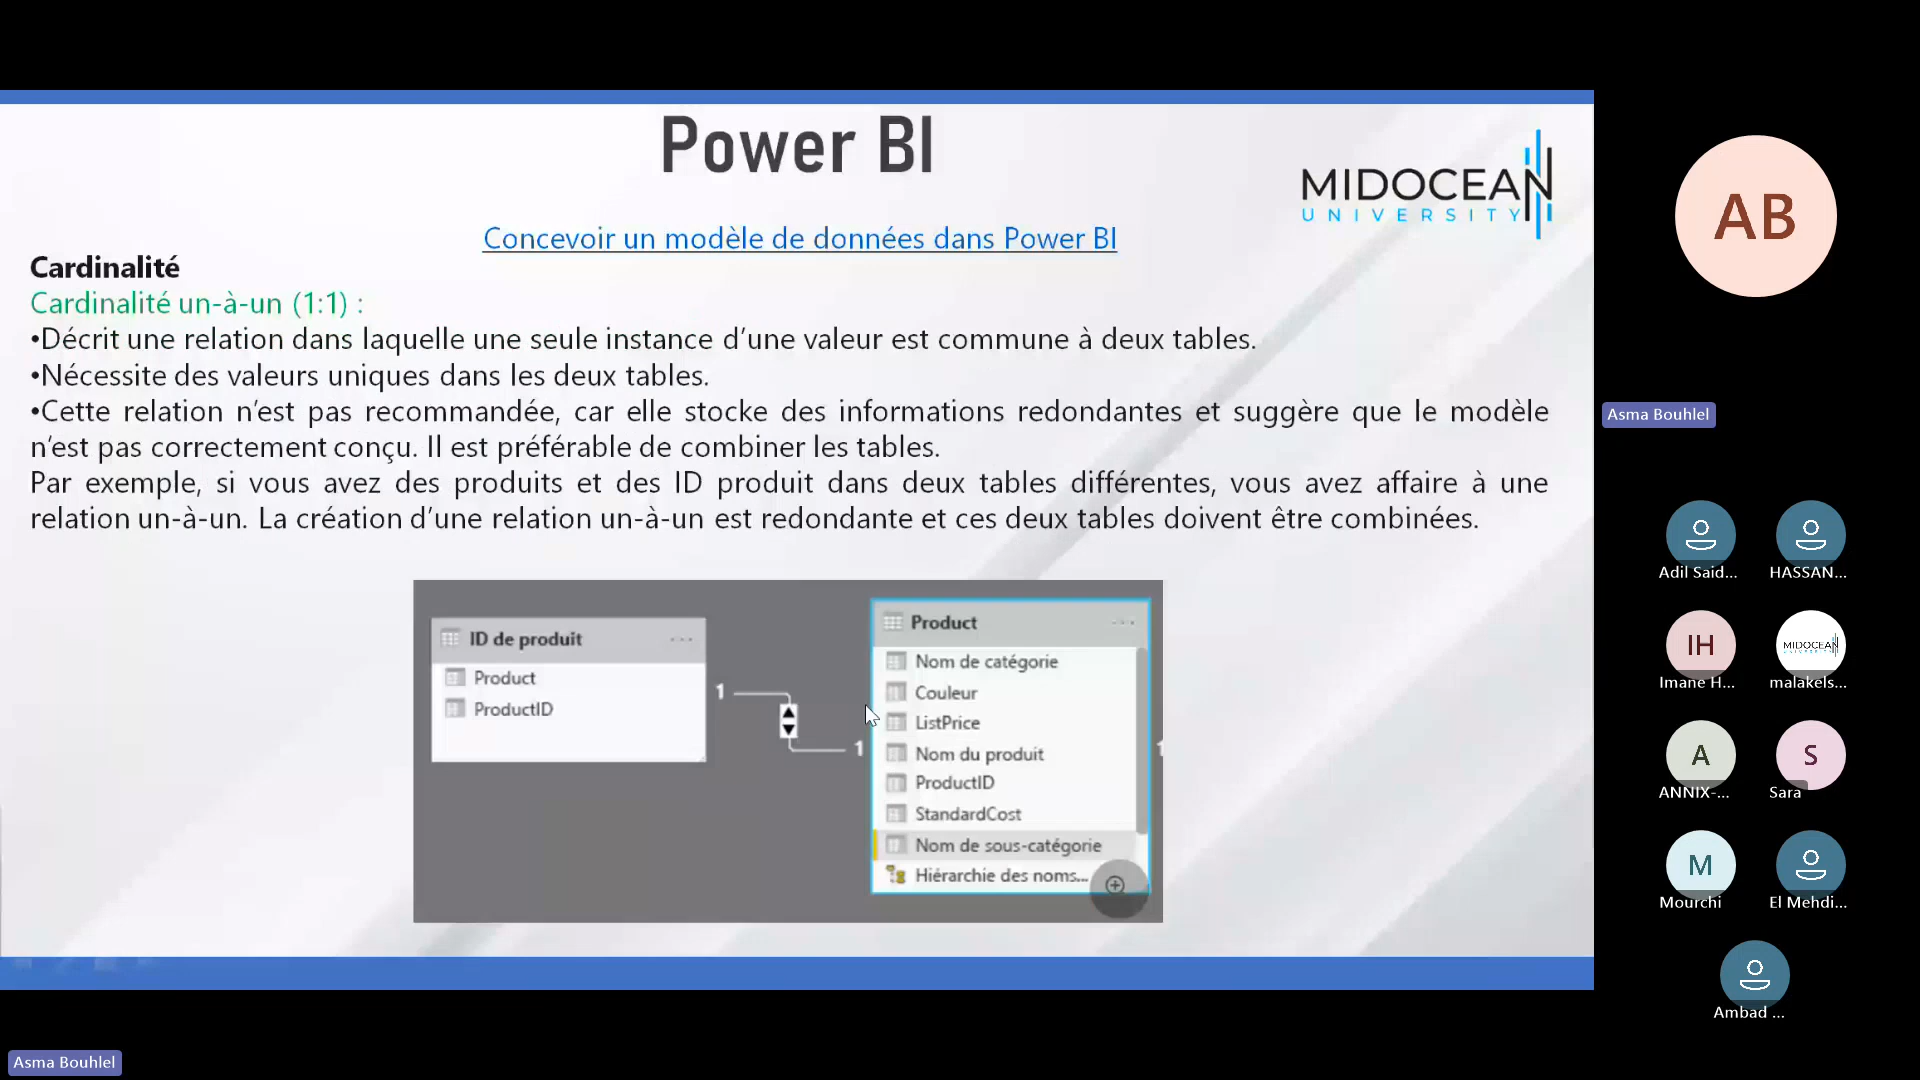 Power BI
MIDOCEAN
UNIVERSITY
Concevoir un modèle de données dans Power BI
Cardinalité
Cardinalité un-à-un (1:1) :
•Décrit une relation dans laquelle une seule instance d’une valeur est commune à deux tables.
•Nécessite des valeurs uniques dans les deux tables.
•Cette relation n’est pas recommandée, car elle stocke des informations redondantes et suggère que le modèle
n’est pas correctement conçu. Il est préférable de combiner les tables.
Par exemple, si vous avez des produits et des ID produit dans deux tables différentes, vous avez affaire à une
relation un-à-un. La création d’une relation un-à-un est redondante et ces deux tables doivent être combinées.
ID de produit
Product
ProductID
1
1
Product
Nom de catégorie
Couleur
ListPrice
Nom du produit
ProductID
StandardCost
Nom de sous-catégorie
Hiérarchie des noms...
1
AB
Asma Bouhlel
Adil Said...
HASSAN...
IH
Imane H...
MIDOCEAN
malakels...
A
ANNIX-...
S
Sara
M
Mourchi
El Mehdi...
Ambad ...
Asma Bouhlel